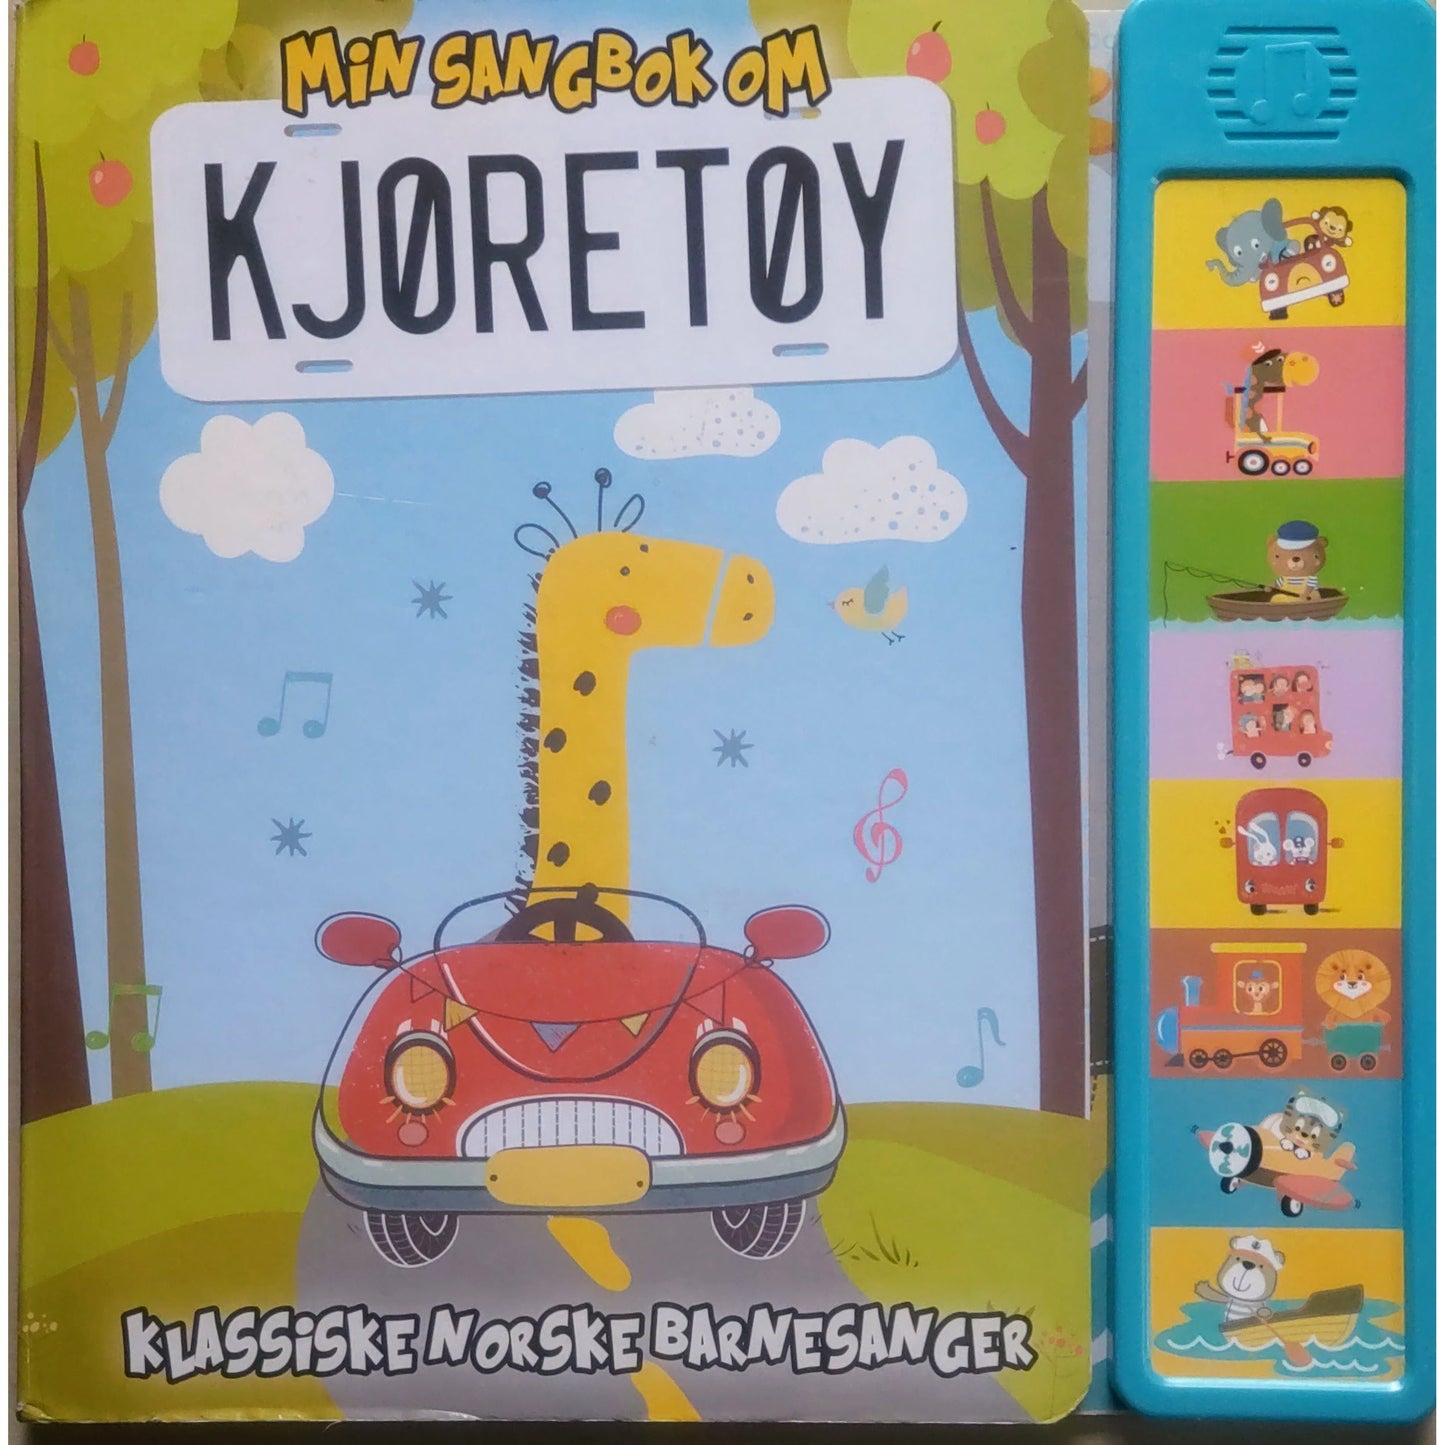 MiN SANGBOK OM
KJØRETØY
KLASSiSKE NORSKE BARNESANGER